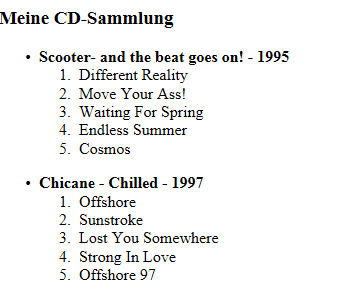 Meine CD-Sammlung
• Scooter- and the beat goes on! - 1995
1. Different Reality
2. Move Your Ass!
3. Waiting For Spring
4. Endless Summer
5. Cosmos
• Chicane - Chilled - 1997
1. Offshore
2. Sunstroke
3. Lost You Somewhere
4. Strong In Love
5. Offshore 97